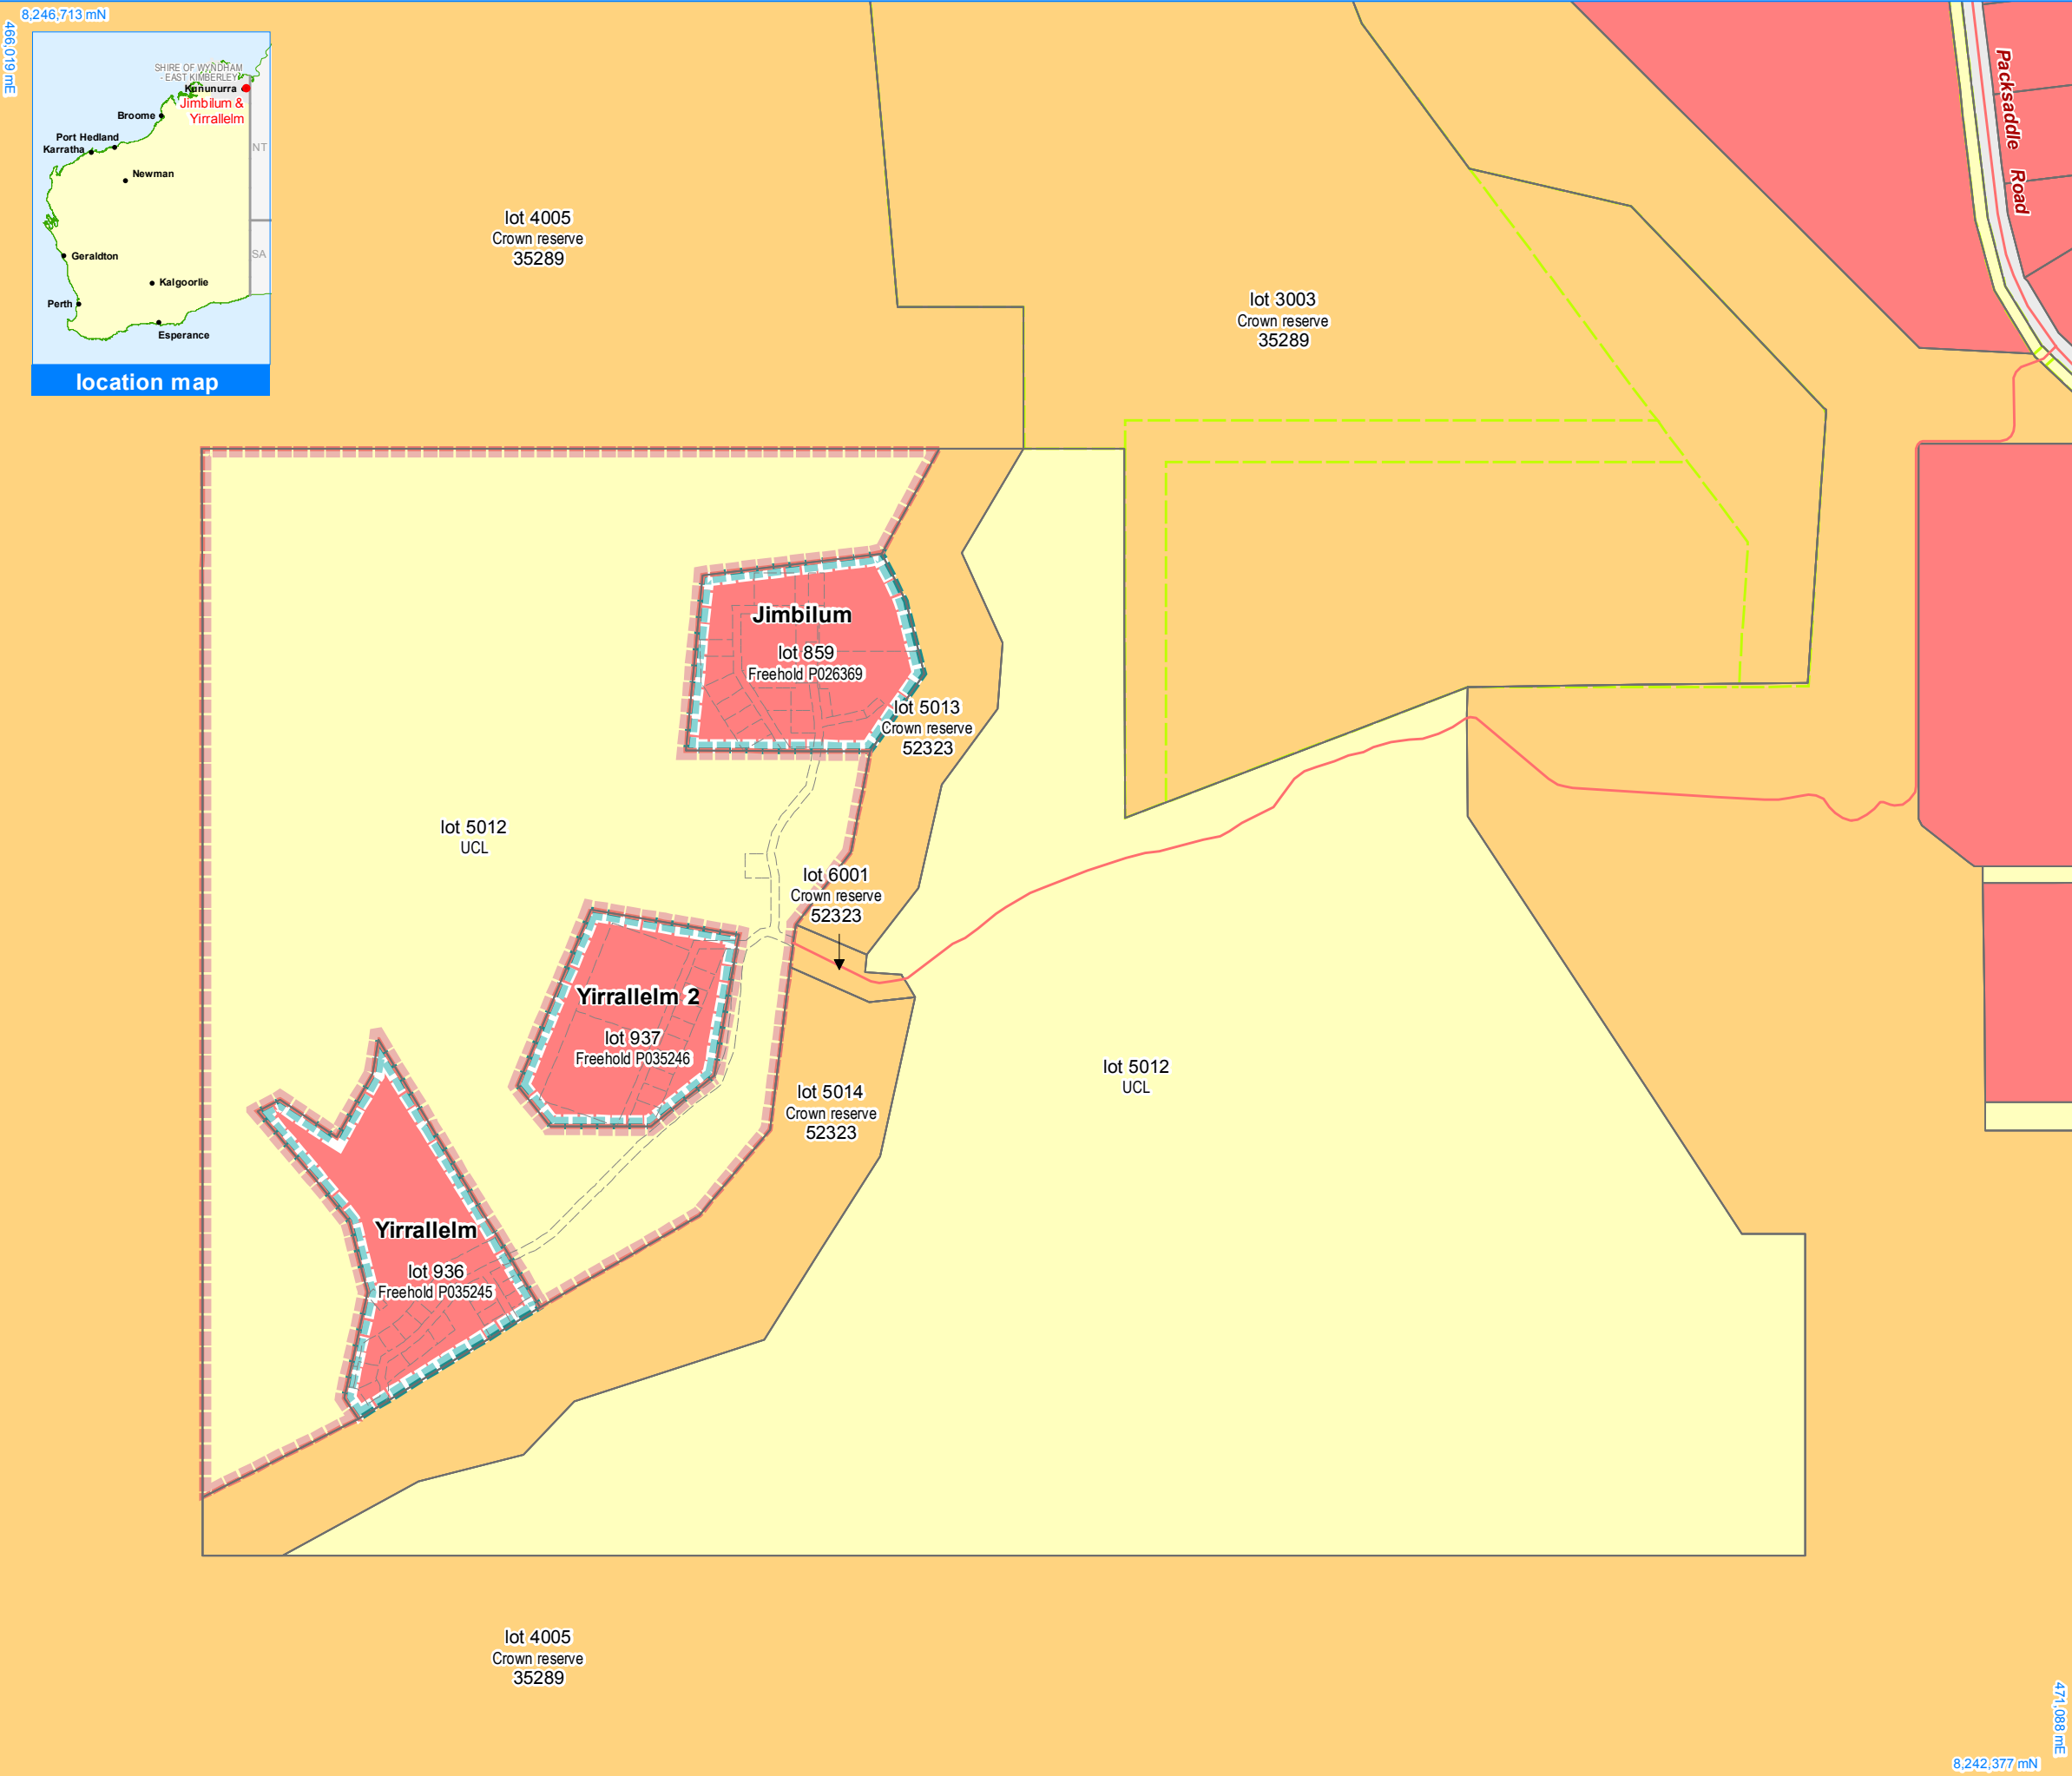 8,246,713 mN
466,019 mE
SHIRE OF WYNDHAM
- EAST KIMBERLEY
Kununurra
Jimbilum &
Yirrallelm
Broome
Port Hedland
Karratha
Newman
NT
Geraldton
SA
Kalgoorlie
Perth
Esperance
location map
Packsaddle Road
lot 4005
Crown reserve
35289
lot 3003
Crown reserve
35289
Jimbilum
lot 859
Freehold P026369
lot 5013
Crown reserve
52323
lot 5012
UCL
lot 6001
Crown reserve
52323
Yirrallelm 2
lot 937
Freehold P035246
lot 5014
Crown reserve
52323
lot 5012
UCL
Yirrallelm
lot 936
Freehold P035245
lot 4005
Crown reserve
35289
471,088 mE
8,242,377 mN